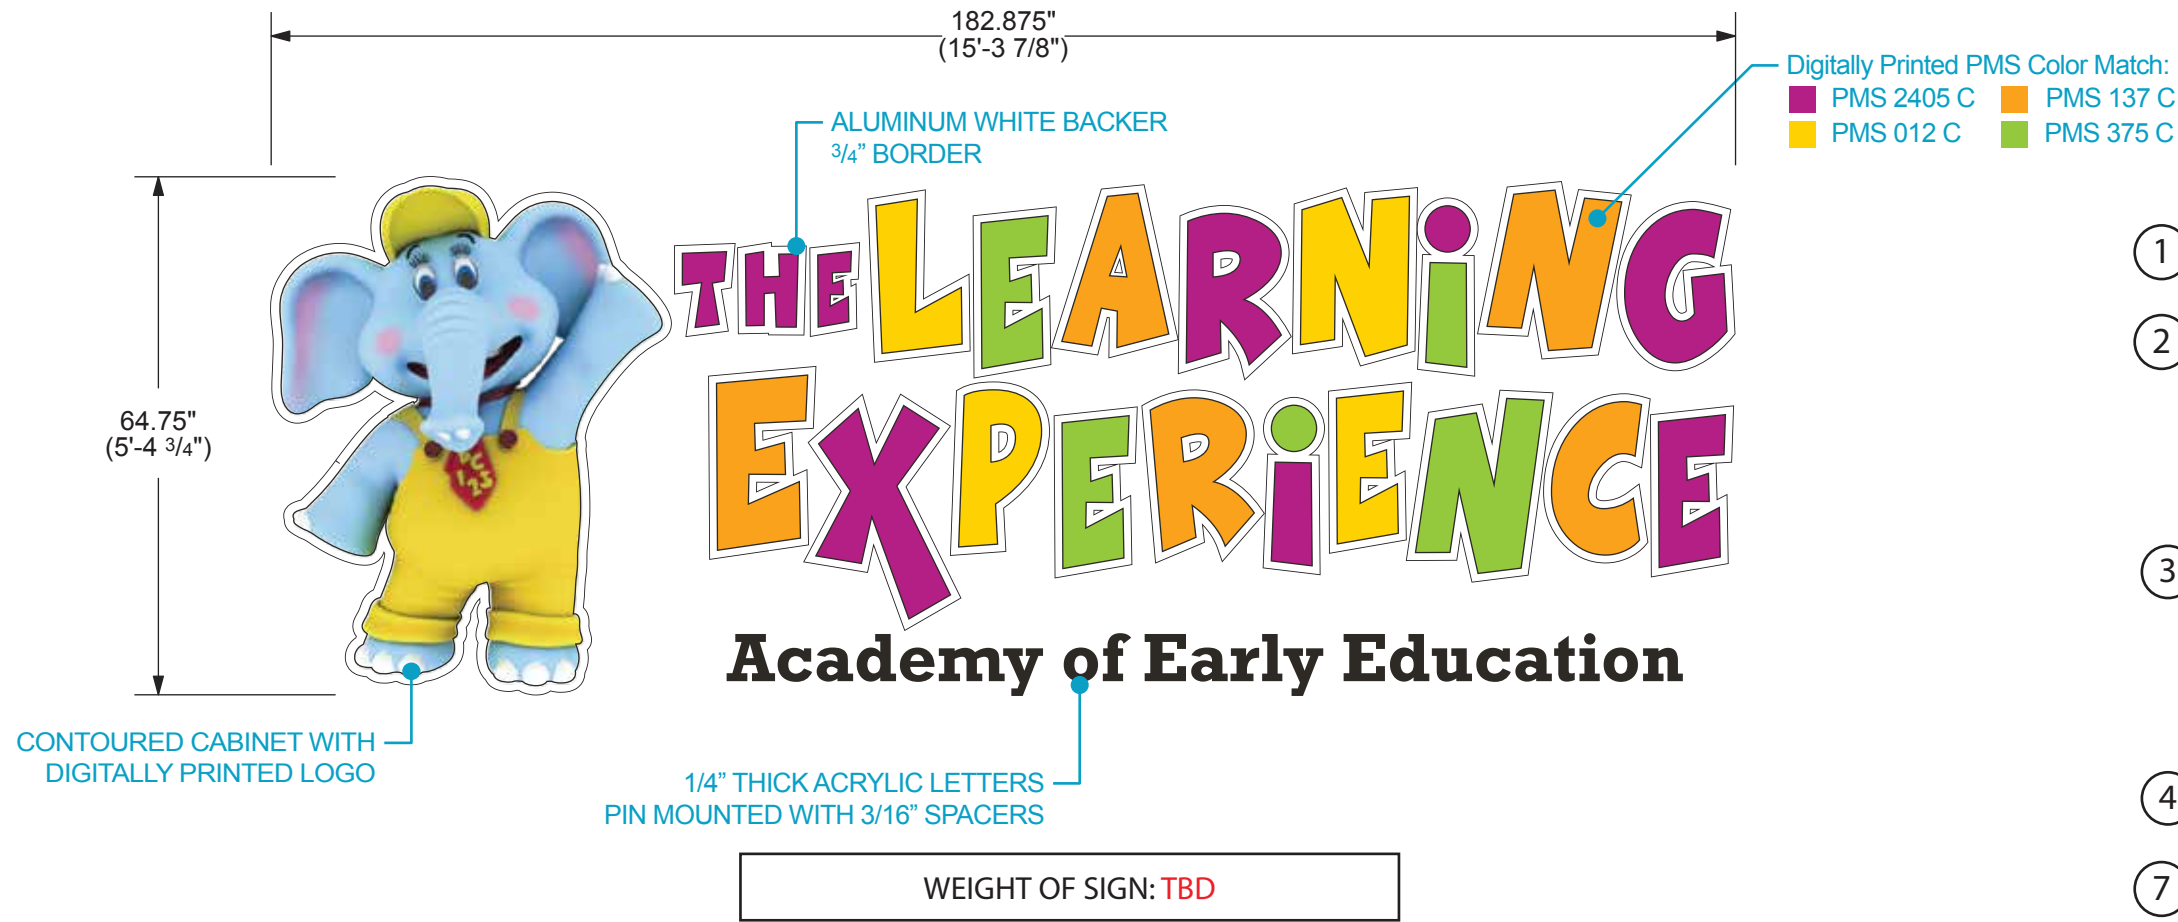 182.875"
(15'-3 7/8")
Digitally Printed PMS Color Match:
PMS 2405 C PMS 137 C
PMS 012 C PMS 375 C
ALUMINUM WHITE BACKER
3/4” BORDER
1
2
3
4
7
64.75"
(5'-4 3/4")
THE LEARNiNG
EXPERiENCE
Academy of Early Education
CONTOURED CABINET WITH
DIGITALLY PRINTED LOGO
1/4” THICK ACRYLIC LETTERS
PIN MOUNTED WITH 3/16” SPACERS
WEIGHT OF SIGN: TBD